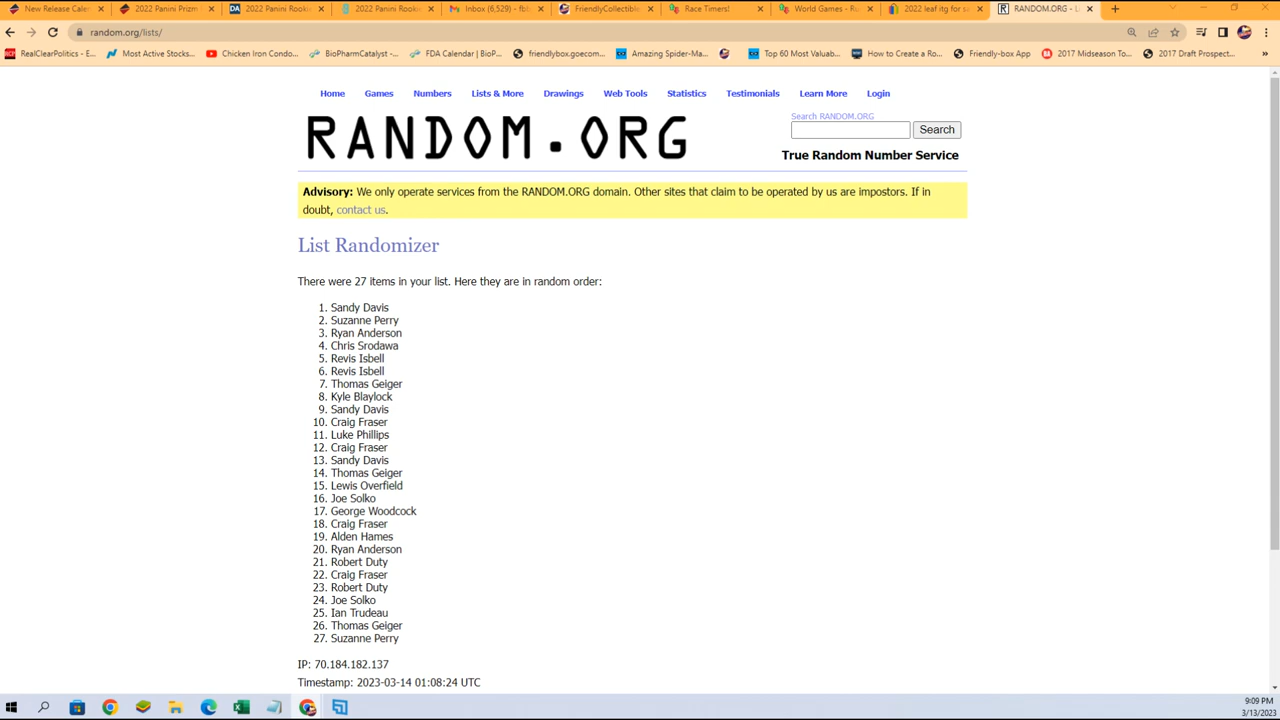 New Release Caler
2022 Panini Prizm
2022 Panini Rookie
2022 Panini Rookie
Inbox (6,529) - fbh
FriendlyCollectible
Race Timers!
World Games - Ru
2022 leaf itg for sa
RANDOM.ORG - Li
random.org/lists/
RealClearPolitics - E...
Most Active Stocks...
Chicken Iron Condo...
BioPharmCatalyst -...
FDA Calendar | BioP...
friendlybox.goecom...
Amazing Spider-Ma...
Top 60 Most Valuab...
How to Create a Ro...
Friendly-box App
2017 Midseason To...
2017 Draft Prospect...
»
Home Games Numbers Lists & More Drawings Web Tools Statistics Testimonials Learn More Login
RANDOM.ORG
Search RANDOM.ORG
Search
True Random Number Service
Advisory: We only operate services from the RANDOM.ORG domain. Other sites that claim to be operated by us are impostors. If in
doubt, contact us.
List Randomizer
There were 27 items in your list. Here they are in random order:
1. Sandy Davis
2. Suzanne Perry
3. Ryan Anderson
4. Chris Srodawa
5. Revis Isbell
6. Revis Isbell
7. Thomas Geiger
8. Kyle Blaylock
9. Sandy Davis
10. Craig Fraser
11. Luke Phillips
12. Craig Fraser
13. Sandy Davis
14. Thomas Geiger
15. Lewis Overfield
16. Joe Solko
17. George Woodcock
18. Craig Fraser
19. Alden Hames
20. Ryan Anderson
21. Robert Duty
22. Craig Fraser
23. Robert Duty
24. Joe Solko
25. Ian Trudeau
26. Thomas Geiger
27. Suzanne Perry
IP: 70.184.182.137
Timestamp: 2023-03-14 01:08:24 UTC
9:09 PM
3/13/2023